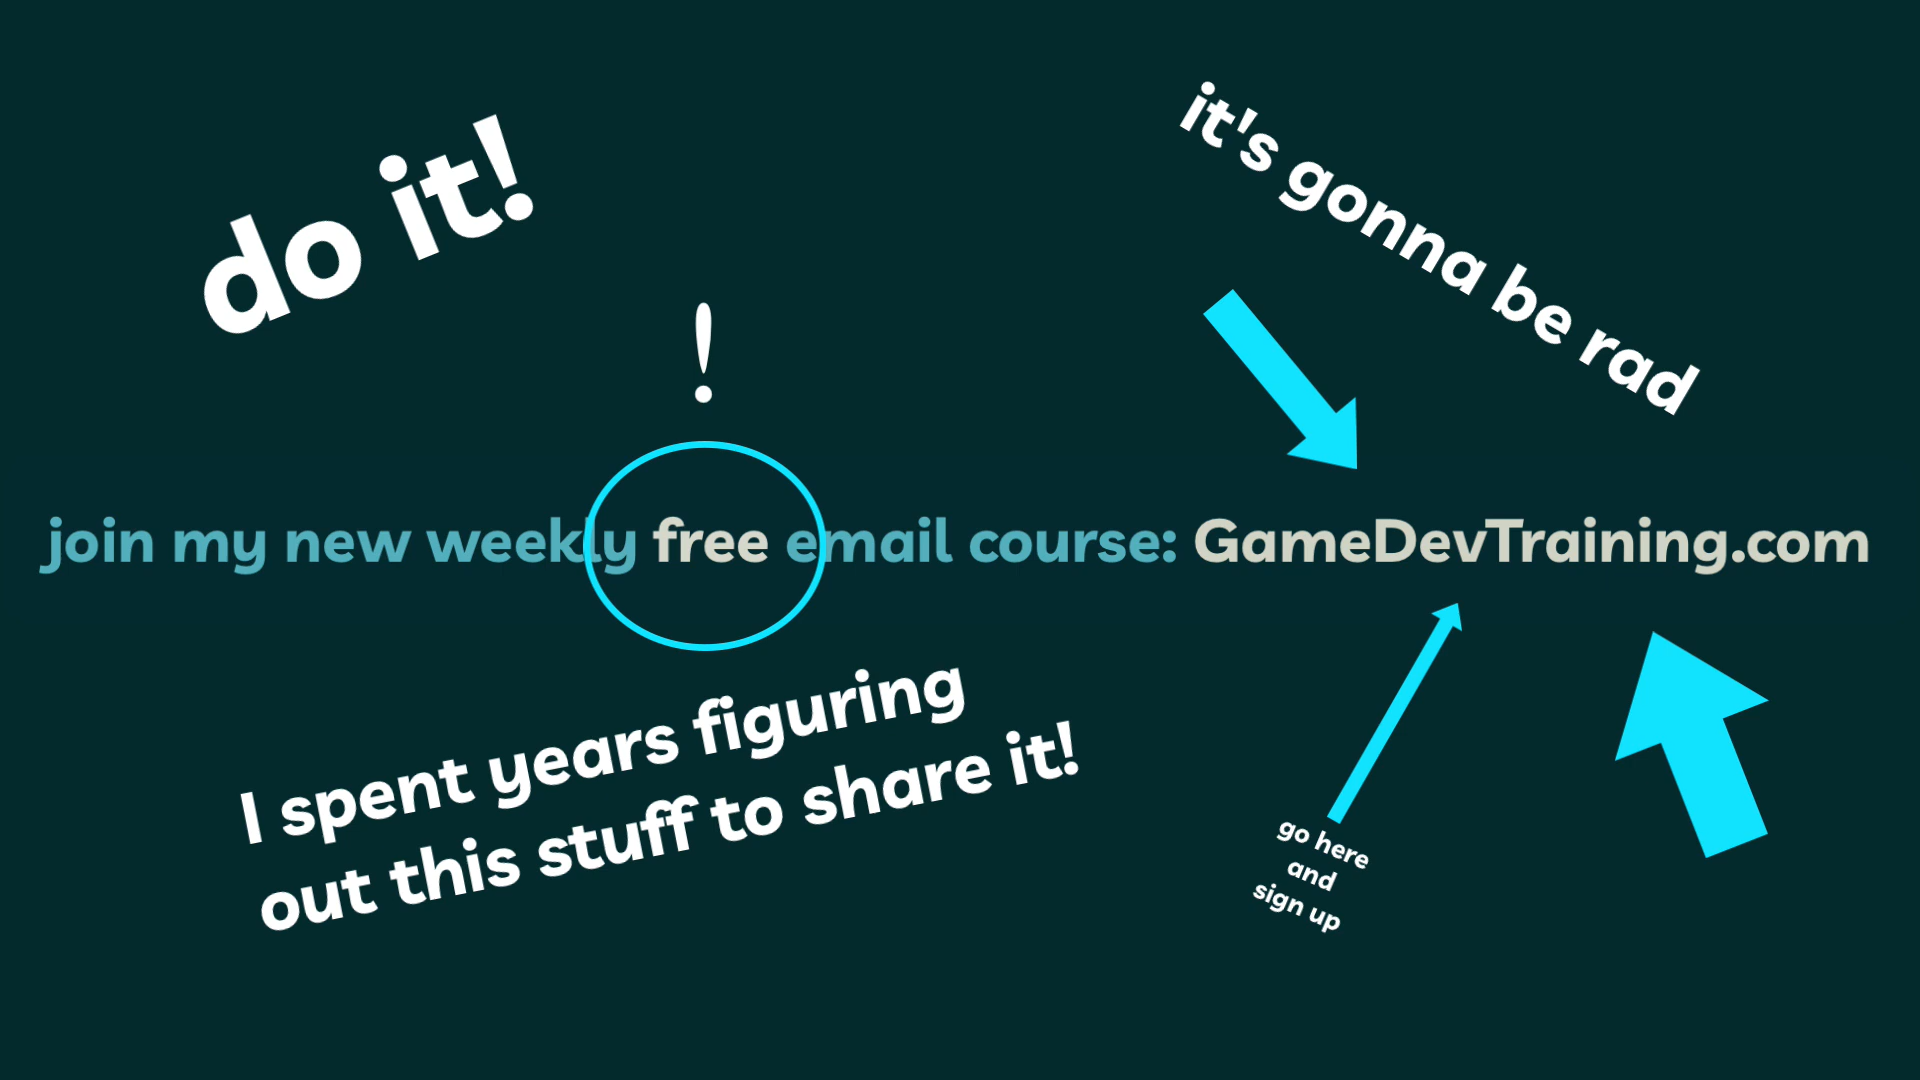 do it!
it's gonna be rad
!
join my new weekly free email course: GameDevTraining.com
I spent years figuring
out this stuff to share it!
go here
and
sign up